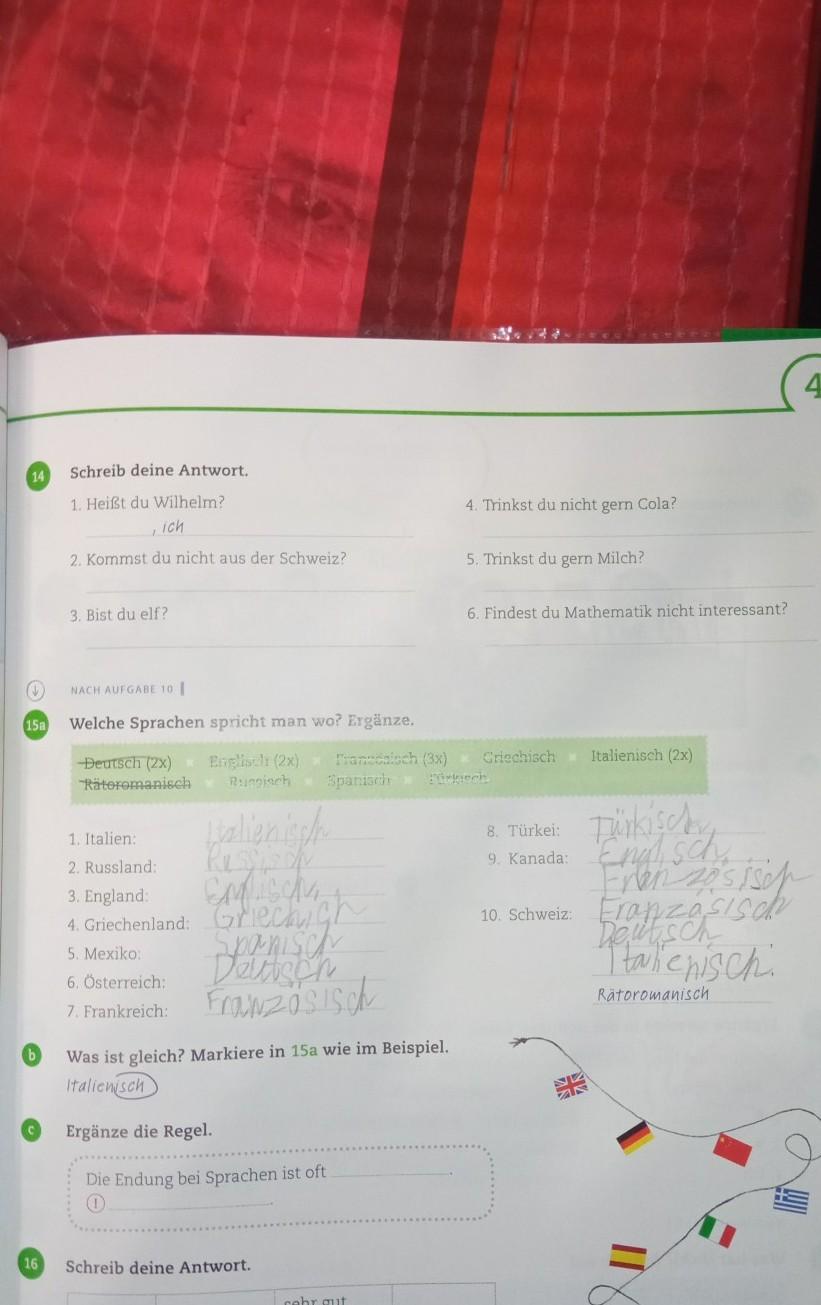 4
14 Schreib deine Antwort.
1. Heißt du Wilhelm?
, ich
2. Kommst du nicht aus der Schweiz?
3. Bist du elf?
4. Trinkst du nicht gern Cola?
5. Trinkst du gern Milch?
6. Findest du Mathematik nicht interessant?
NACH AUFGABE 10
15a Welche Sprachen spricht man wo? Ergänze.
Deutsch (2x) Englisch (2x) Französisch (3x) Griechisch Italienisch (2x)
Rätoromanisch Russisch Spanisch Türkisch
1. Italien: Italienisch
2. Russland: Russisch
3. England: Englisch,
4. Griechenland: Griechich
5. Mexiko: Spanisch
6. Österreich: Deutsch
7. Frankreich: Französisch
8. Türkei: Türkisch,
9. Kanada: Englisch,
Französisch
10. Schweiz: Französisch
Deutsch
Italienisch.
Rätoromanisch
b Was ist gleich? Markiere in 15a wie im Beispiel.
Italienisch
c Ergänze die Regel.
Die Endung bei Sprachen ist oft .
! .
16 Schreib deine Antwort.
sehr gut